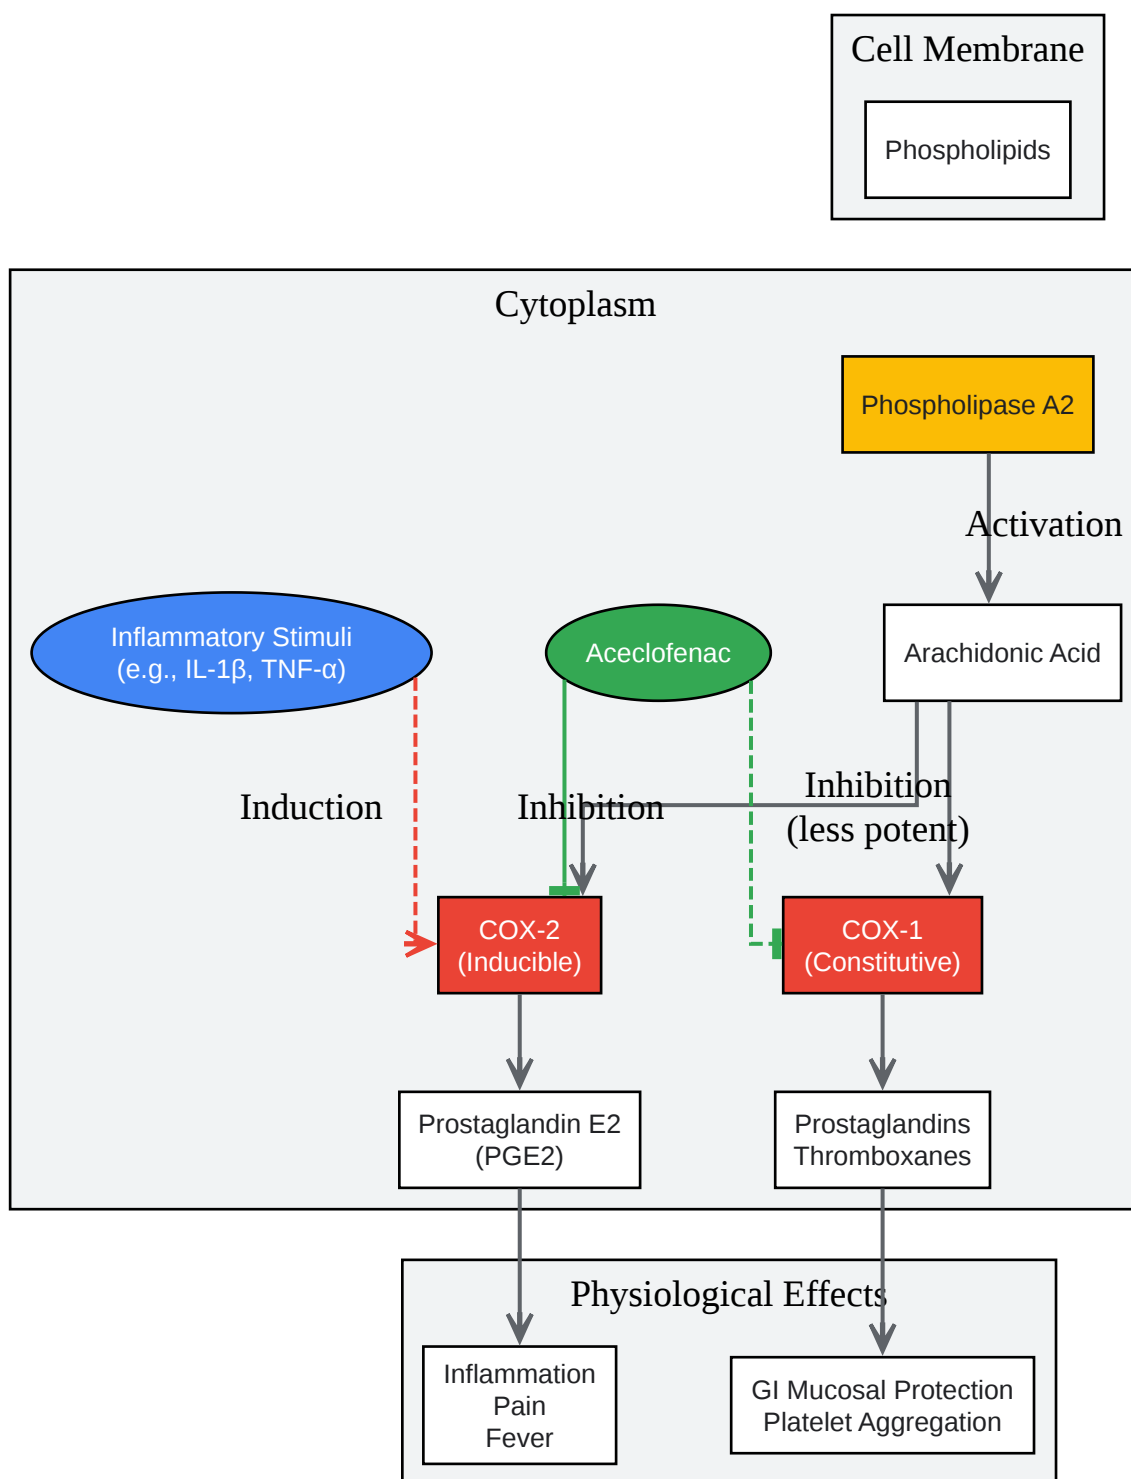 Cell Membrane
Phospholipids
Cytoplasm
Phospholipase A2
Activation
Inflammatory Stimuli
(e.g., IL-1β, TNF-α)
Aceclofenac
Arachidonic Acid
Induction
Inhibition
Inhibition
(less potent)
COX-2
(Inducible)
COX-1
(Constitutive)
Prostaglandin E2
(PGE2)
Prostaglandins
Thromboxanes
Physiological Effects
Inflammation
Pain
Fever
GI Mucosal Protection
Platelet Aggregation